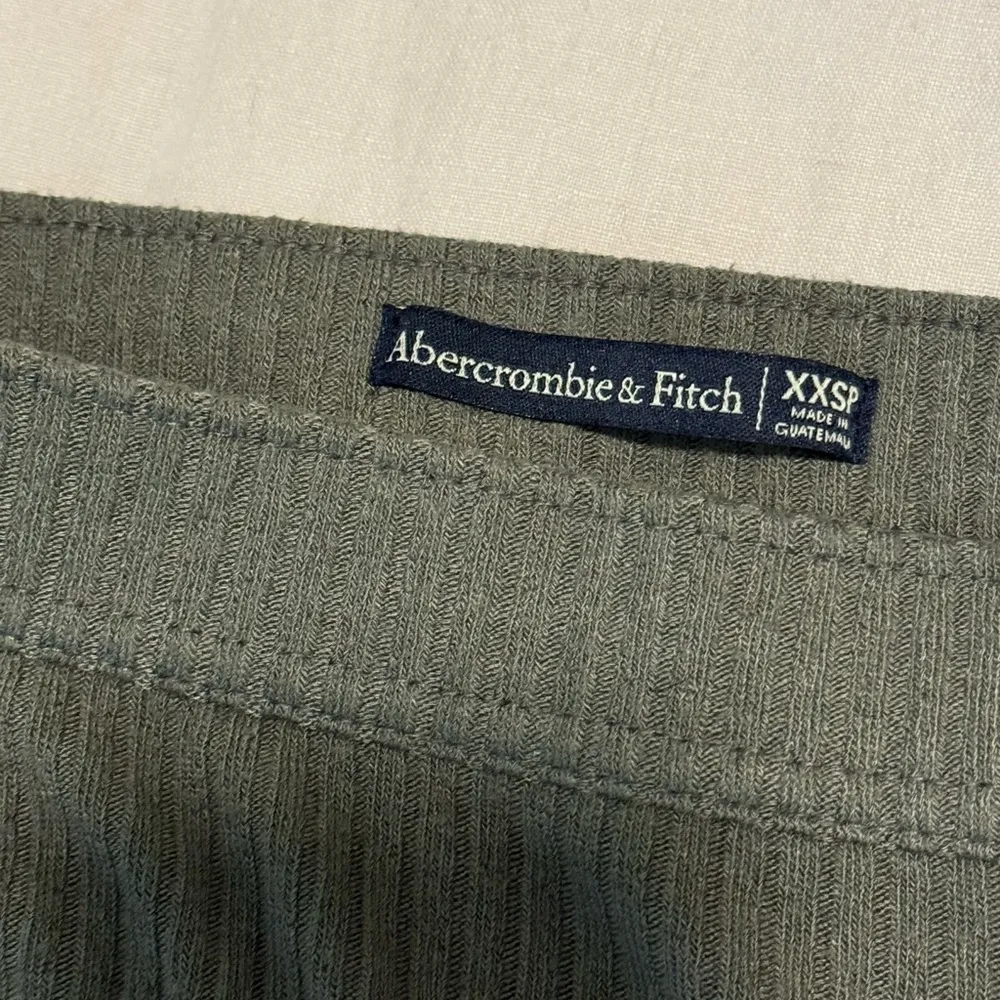 Abercrombie & Fitch | XXSP
MADE IN
GUATEMALA